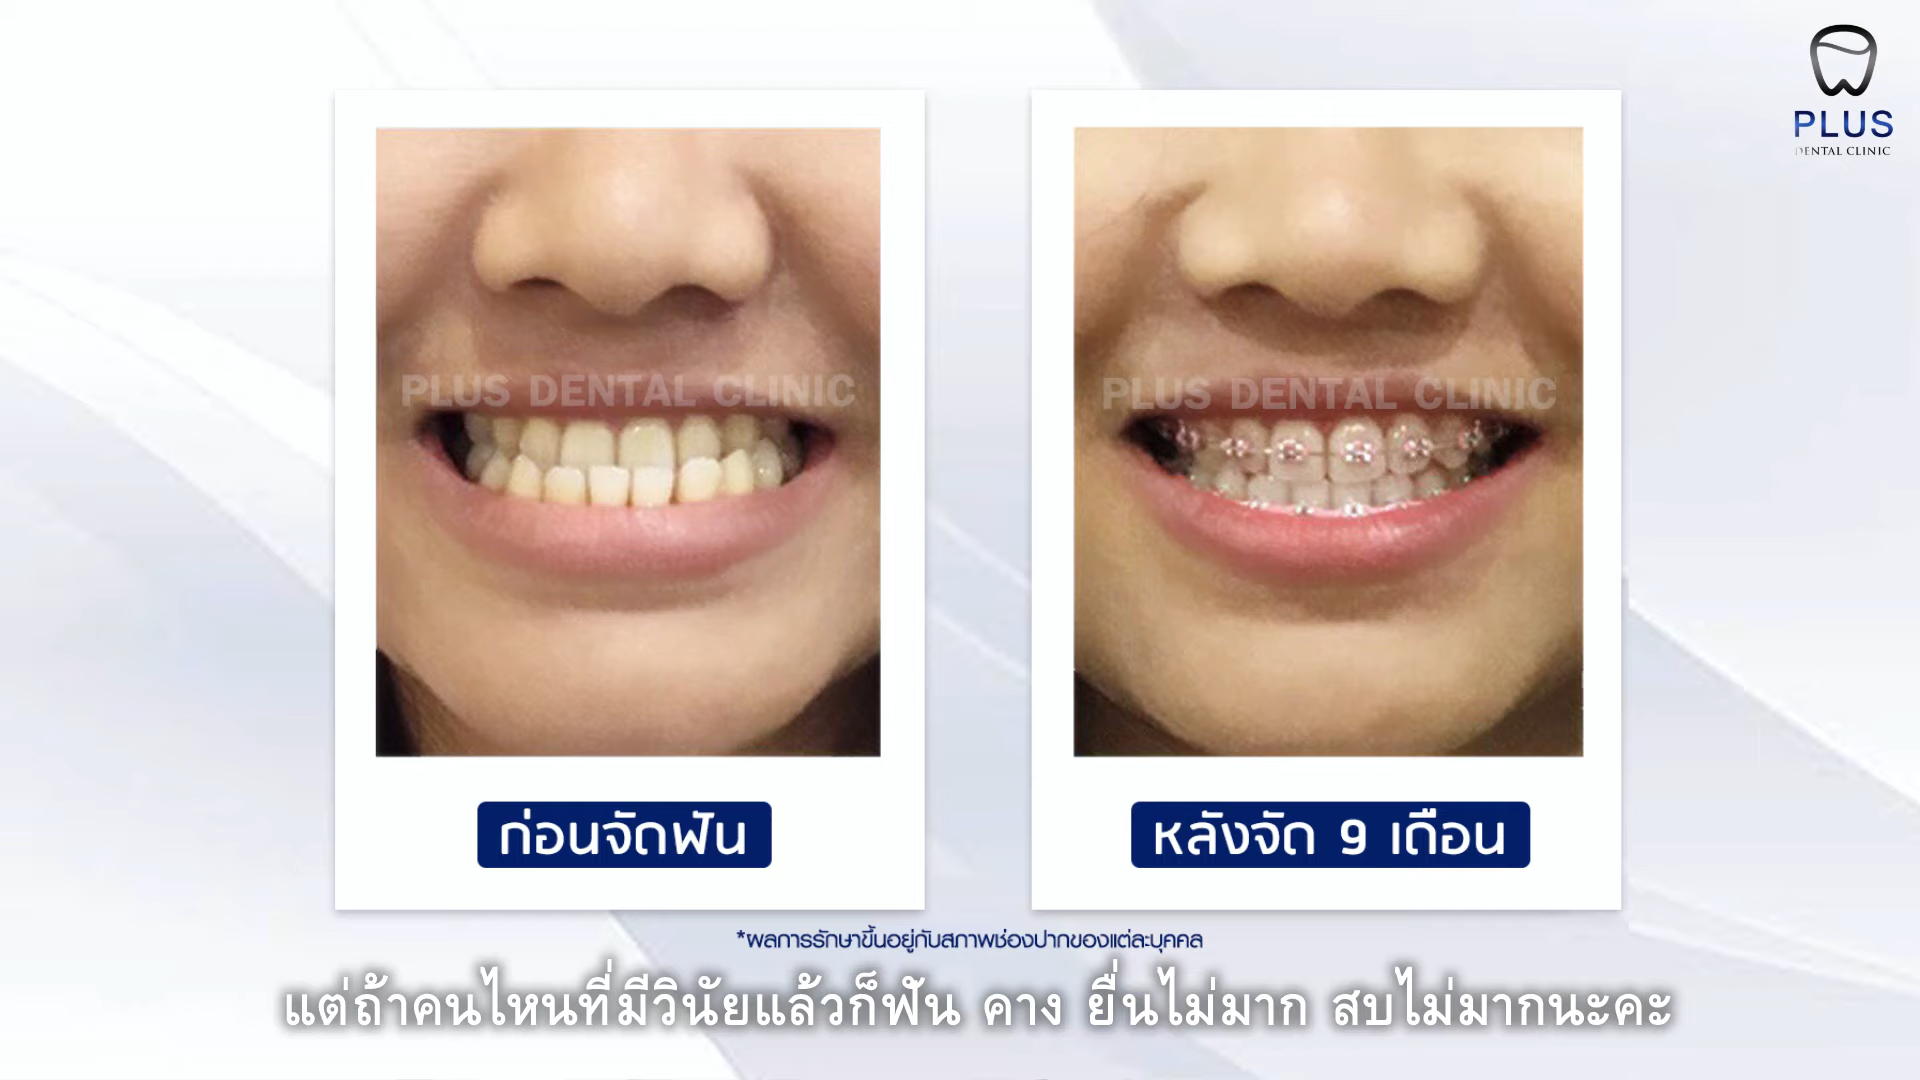 PLUS
DENTAL CLINIC
PLUS DENTAL CLINIC
PLUS DENTAL CLINIC
ก่อนจัดฟัน
หลังจัด 9 เดือน
*ผลการรักษาขึ้นอยู่กับสภาพช่องปากของแต่ละบุคคล
แต่ถ้าคนไหนที่มีวินัยแล้วก็ฟัน คาง ยื่นไม่มาก สบไม่มากนะคะ